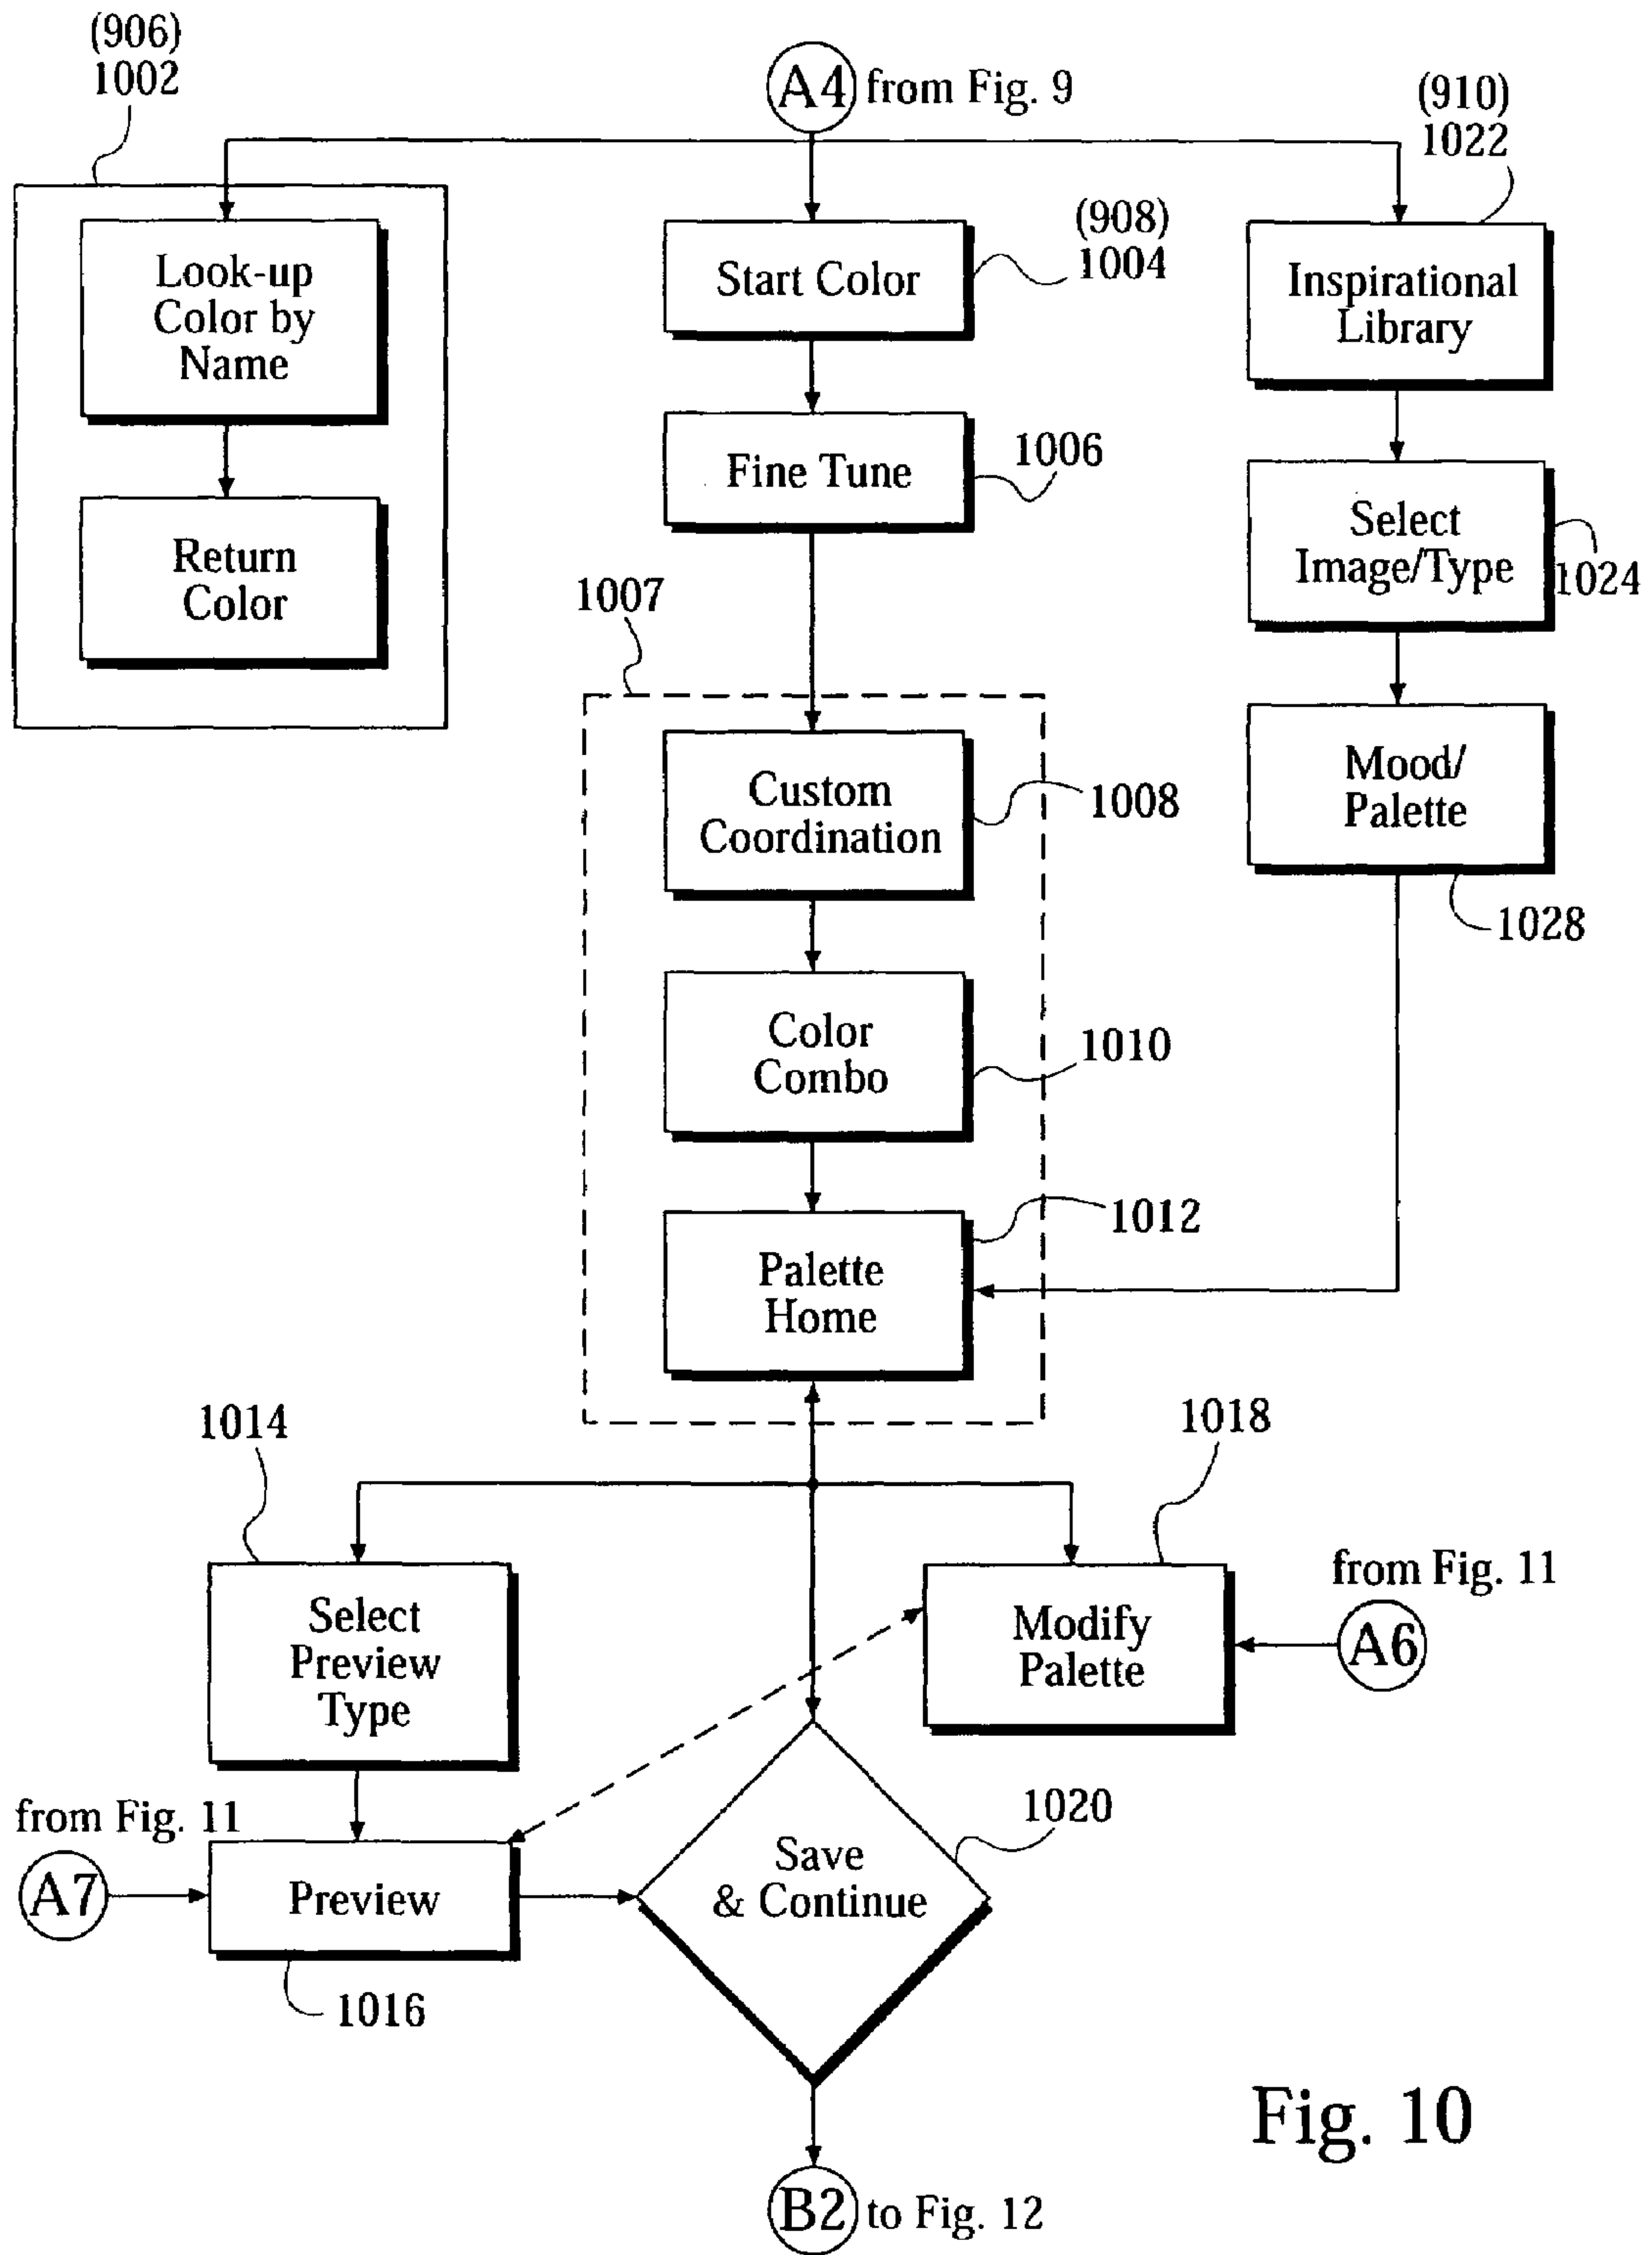 (906)
1002
A4 from Fig. 9
(910)
1022
Look-up
Color by
Name
Return
Color
Start Color
(908)
1004
Fine Tune
1006
Inspirational
Library
Select
Image/Type
1024
Mood/
Palette
1028
1007
Custom
Coordination
1008
Color
Combo
1010
Palette
Home
1012
1014
Select
Preview
Type
1018
Modify
Palette
from Fig. 11
A6
from Fig. 11
A7
Preview
1016
Save
& Continue
1020
B2 to Fig. 12
Fig. 10